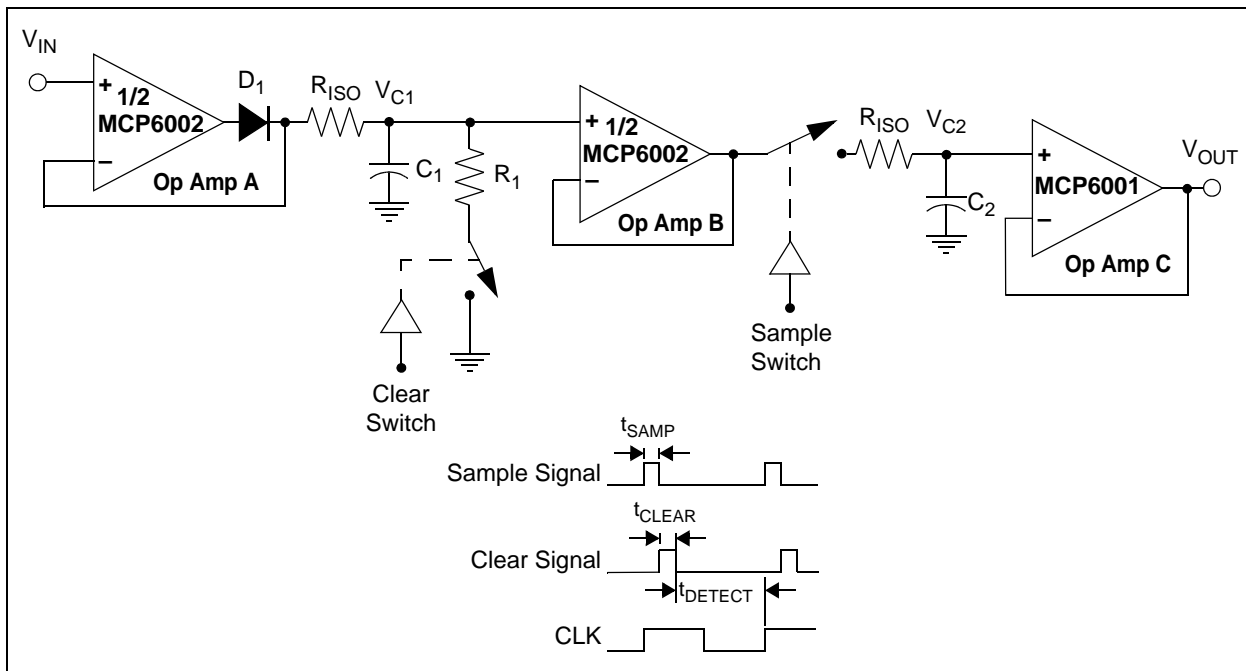 VIN
+
1/2
MCP6002
–
Op Amp A
D1
RISO
VC1
C1
R1
+
1/2
MCP6002
–
Op Amp B
RISO
VC2
C2
+
MCP6001
–
Op Amp C
VOUT
Clear
Switch
Sample
Switch
tSAMP
Sample Signal
tCLEAR
Clear Signal
tDETECT
CLK